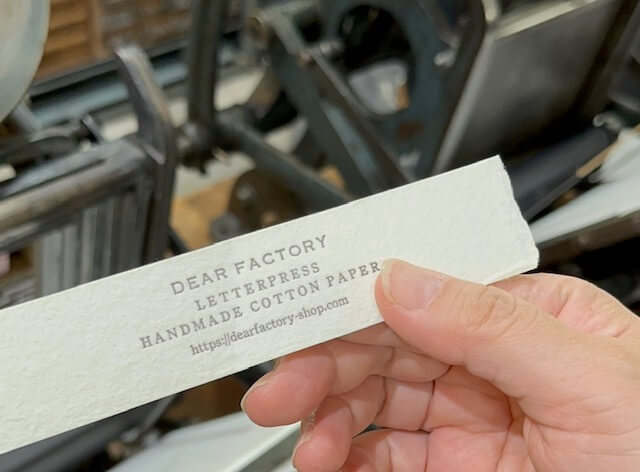 DEAR FACTORY
LETTERPRESS
HANDMADE COTTON PAPER
https://dearfactory-shop.com